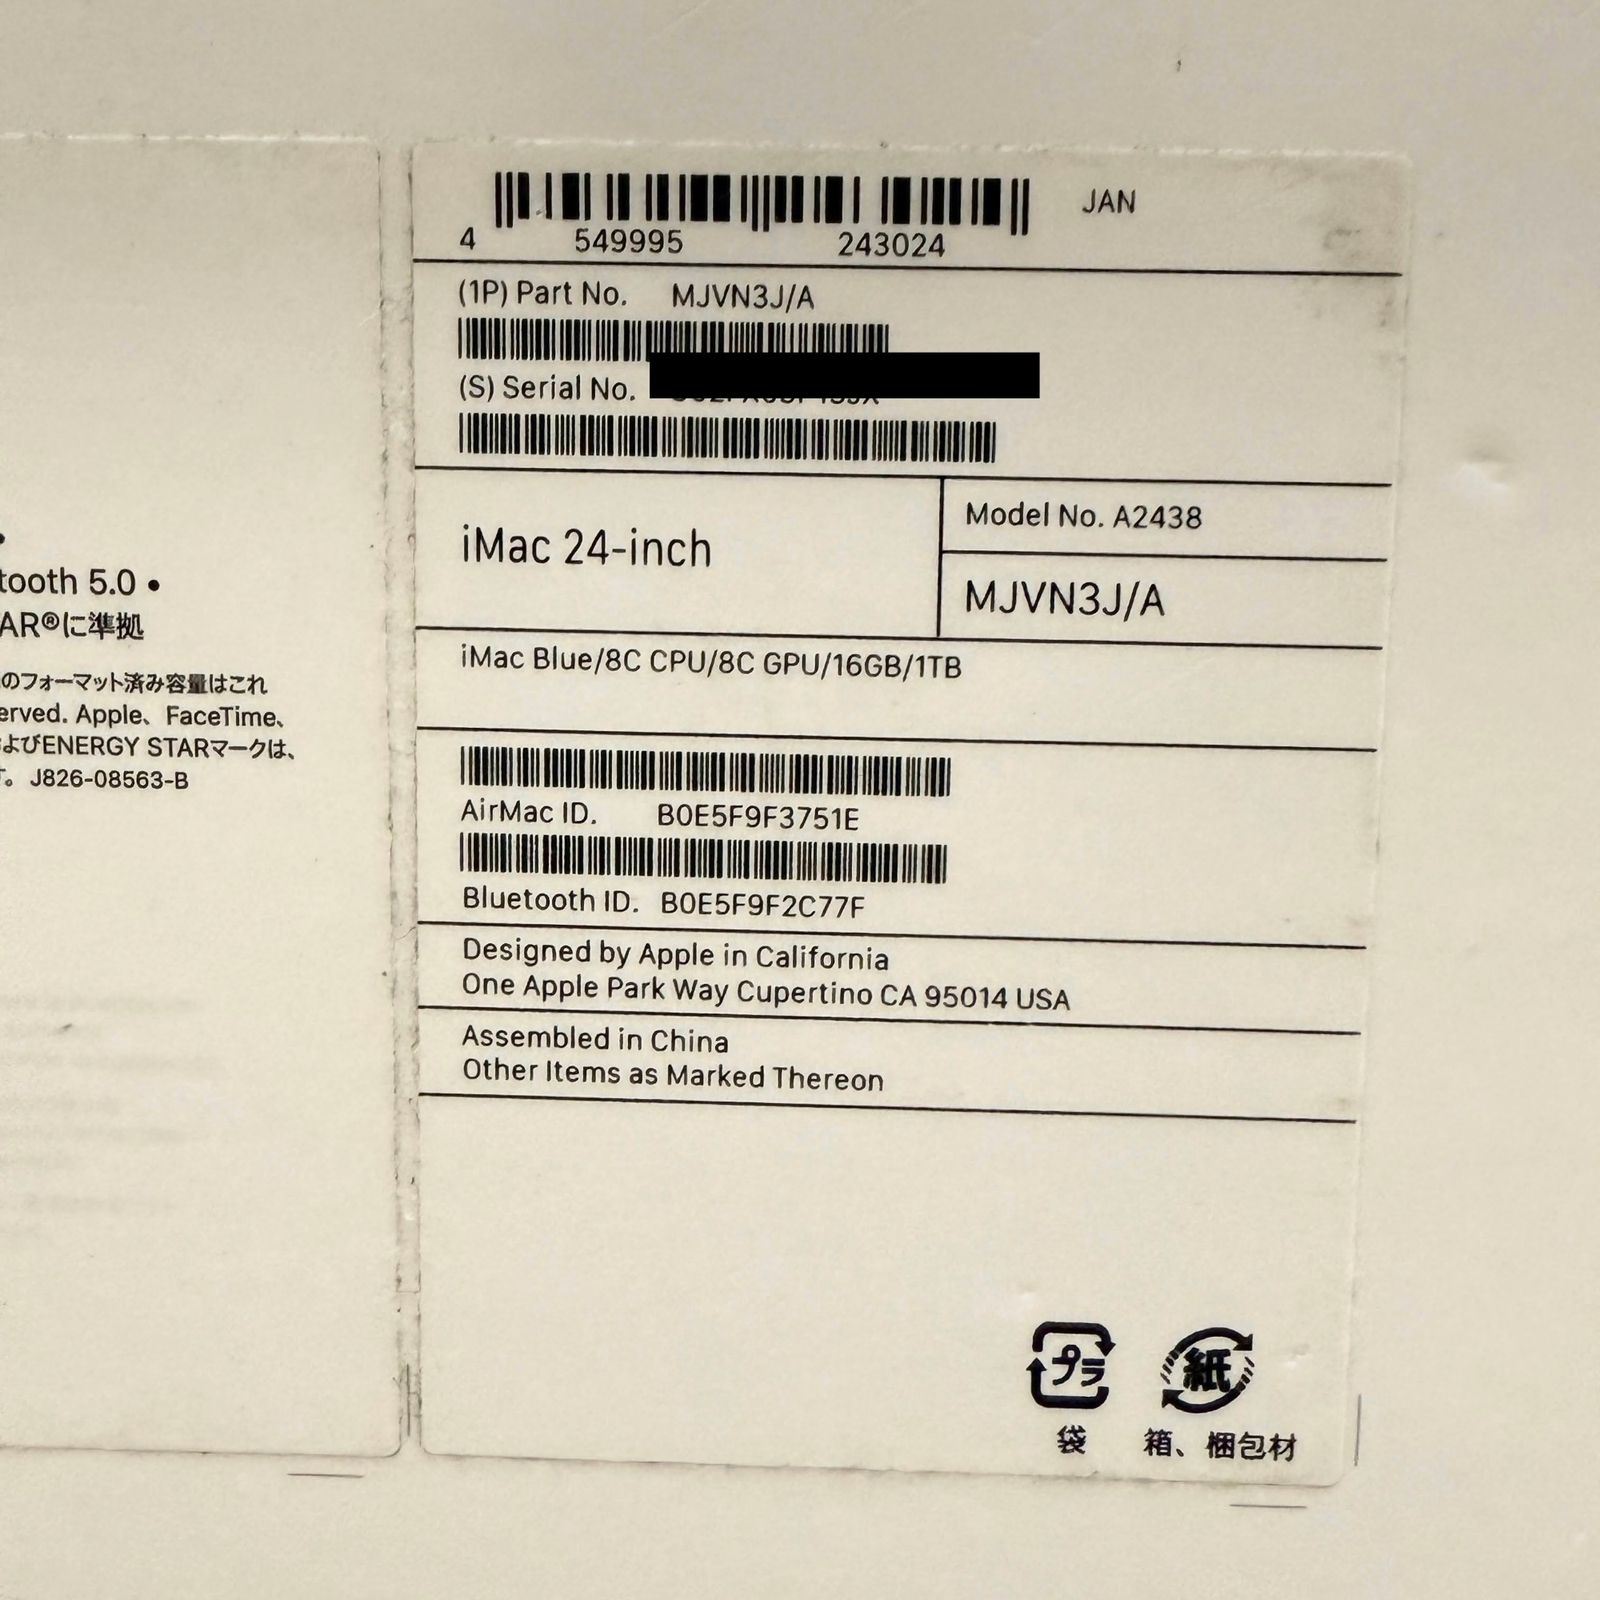 tooth 5.0 •
AR®に準拠
のフォーマット済み容量はこれ
erved. Apple、FaceTime、
およびENERGY STARマークは、
す。J826-08563-B
JAN
4 549995 243024
(1P) Part No. MJVN3J/A
(S) Serial No.
iMac 24-inch
Model No. A2438
MJVN3J/A
iMac Blue/8C CPU/8C GPU/16GB/1TB
AirMac ID. B0E5F9F3751E
Bluetooth ID. B0E5F9F2C77F
Designed by Apple in California
One Apple Park Way Cupertino CA 95014 USA
Assembled in China
Other Items as Marked Thereon
プラ
紙
袋
箱、梱包材